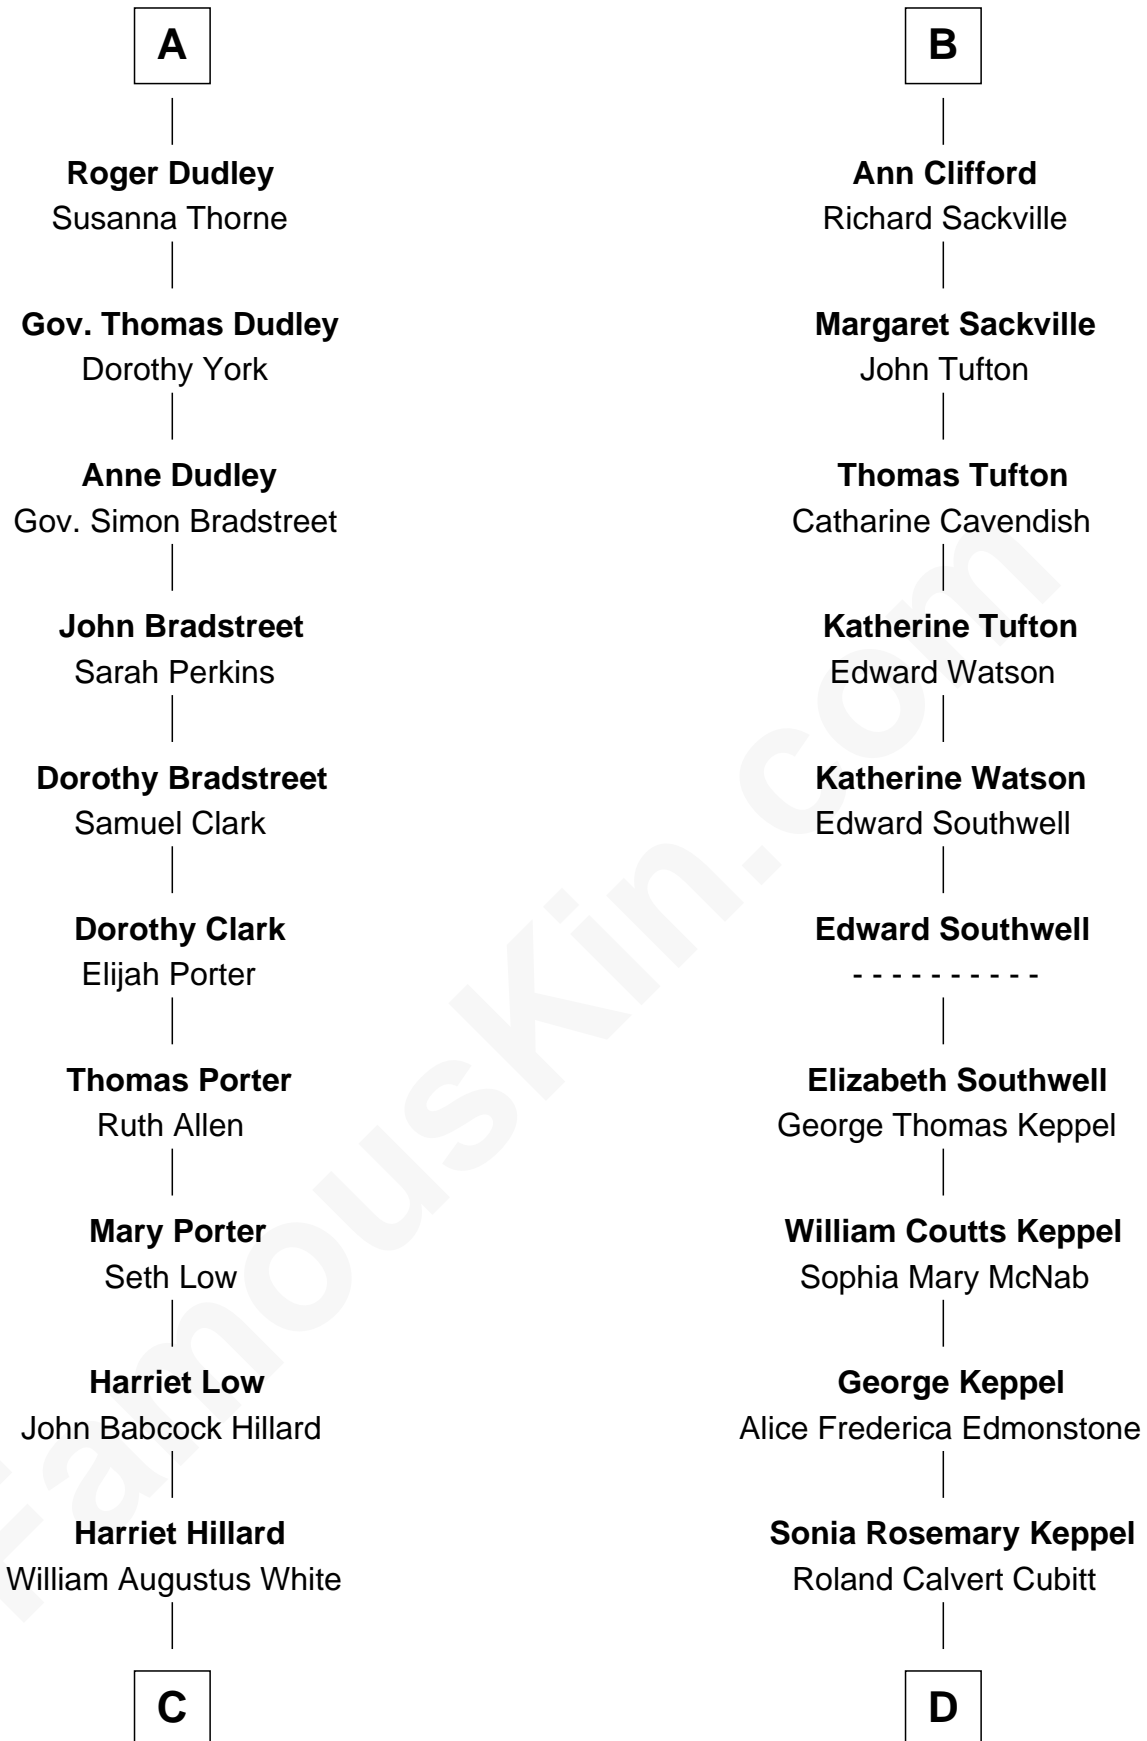 A
Roger Dudley
Susanna Thorne
Gov. Thomas Dudley
Dorothy York
Anne Dudley
Gov. Simon Bradstreet
John Bradstreet
Sarah Perkins
Dorothy Bradstreet
Samuel Clark
Dorothy Clark
Elijah Porter
Thomas Porter
Ruth Allen
Mary Porter
Seth Low
Harriet Low
John Babcock Hillard
Harriet Hillard
William Augustus White
C
B
Ann Clifford
Richard Sackville
Margaret Sackville
John Tufton
Thomas Tufton
Catharine Cavendish
Katherine Tufton
Edward Watson
Katherine Watson
Edward Southwell
Edward Southwell
- - - - - - - - - -
Elizabeth Southwell
George Thomas Keppel
William Coutts Keppel
Sophia Mary McNab
George Keppel
Alice Frederica Edmonstone
Sonia Rosemary Keppel
Roland Calvert Cubitt
D
FamousKin.com